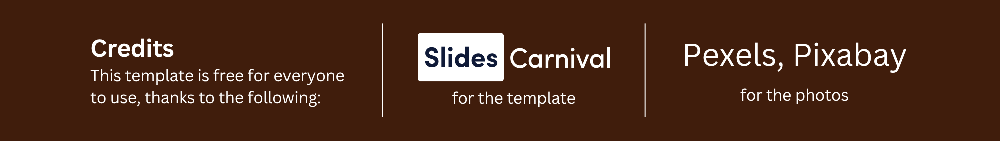 Credits
This template is free for everyone
to use, thanks to the following:
Slides Carnival
for the template
Pexels, Pixabay
for the photos